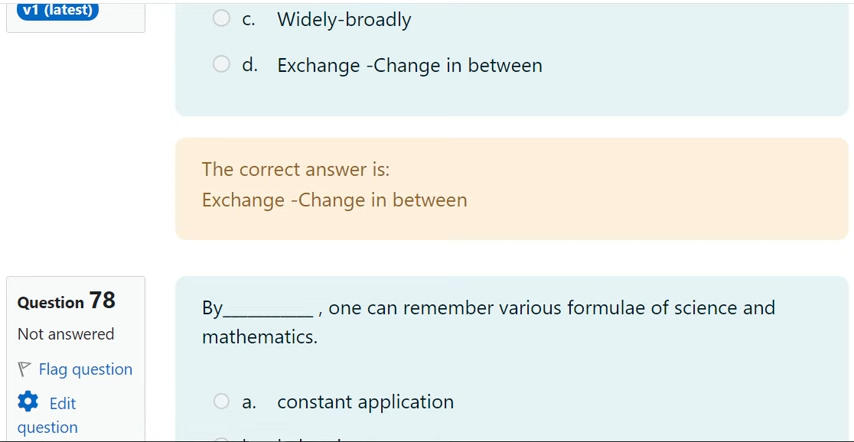 v1 (latest)
c. Widely-broadly
d. Exchange -Change in between
The correct answer is:
Exchange -Change in between
Question 78
Not answered
Flag question
Edit
question
By___________ , one can remember various formulae of science and
mathematics.
a. constant application